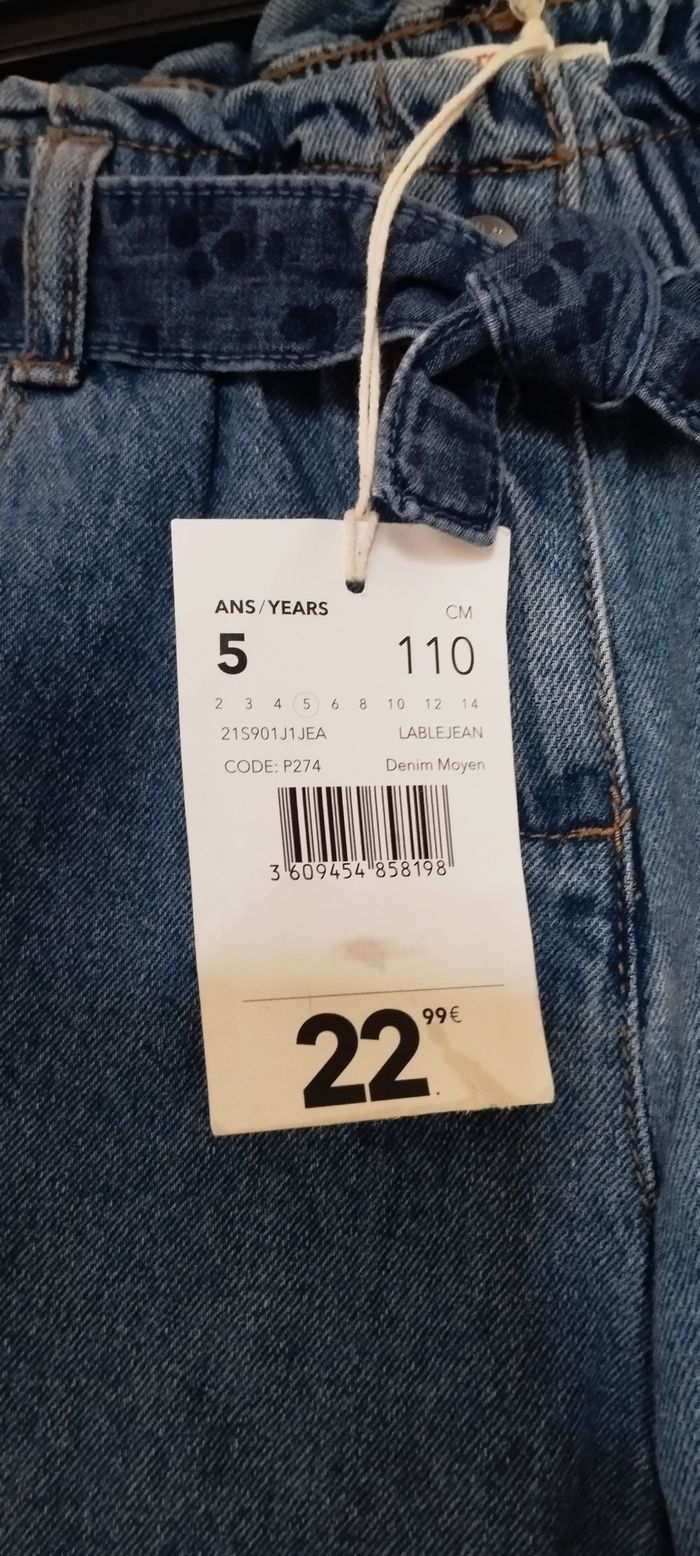 ANS/YEARS CM
5 110
2 3 4 5 6 8 10 12 14
21S901J1JEA LABLEJEAN
CODE: P274 Denim Moyen
3 609454 858198
22 99€